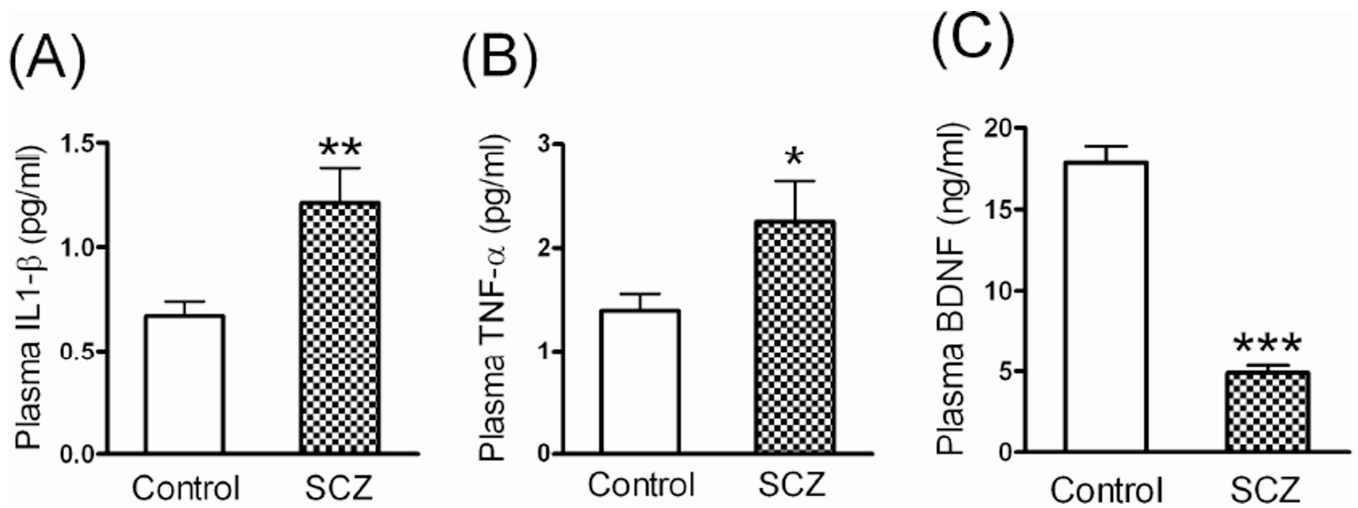 (A)
Plasma IL1-β (pg/ml)
1.5
1.0
0.5
0.0
**
Control SCZ
(B)
Plasma TNF-α (pg/ml)
3
2
1
0
*
Control SCZ
(C)
Plasma BDNF (ng/ml)
20
15
10
5
0
***
Control SCZ